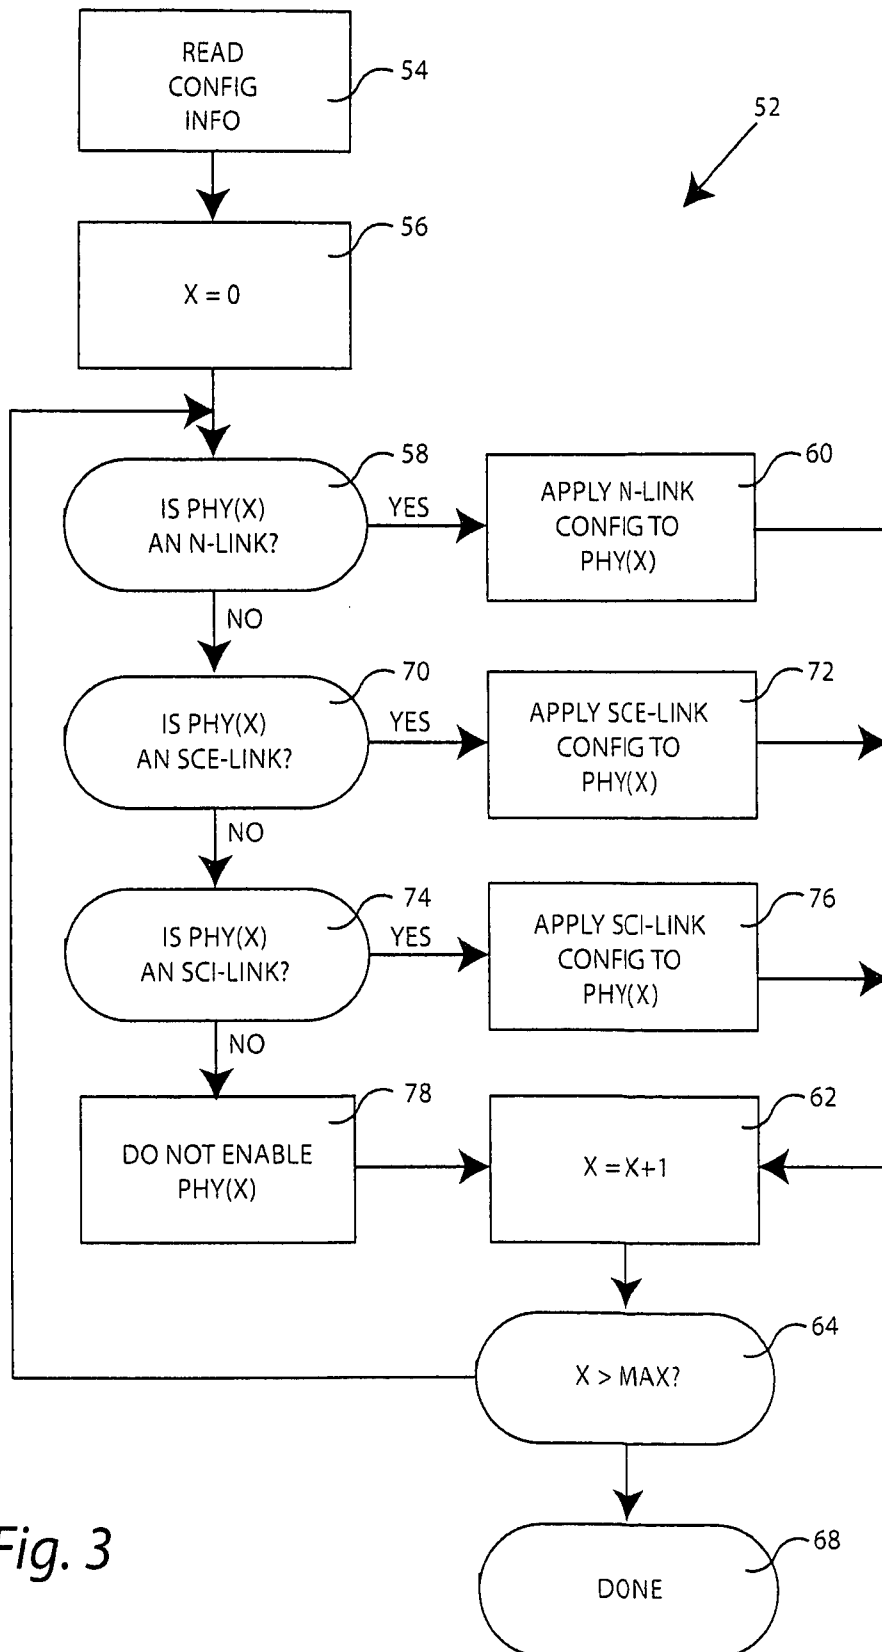 READ
CONFIG
INFO
54
52
56
X = 0
58
IS PHY(X)
AN N-LINK?
YES
60
APPLY N-LINK
CONFIG TO
PHY(X)
NO
70
IS PHY(X)
AN SCE-LINK?
YES
72
APPLY SCE-LINK
CONFIG TO
PHY(X)
NO
74
IS PHY(X)
AN SCI-LINK?
YES
76
APPLY SCI-LINK
CONFIG TO
PHY(X)
NO
78
DO NOT ENABLE
PHY(X)
62
X = X+1
64
X > MAX?
Fig. 3
68
DONE